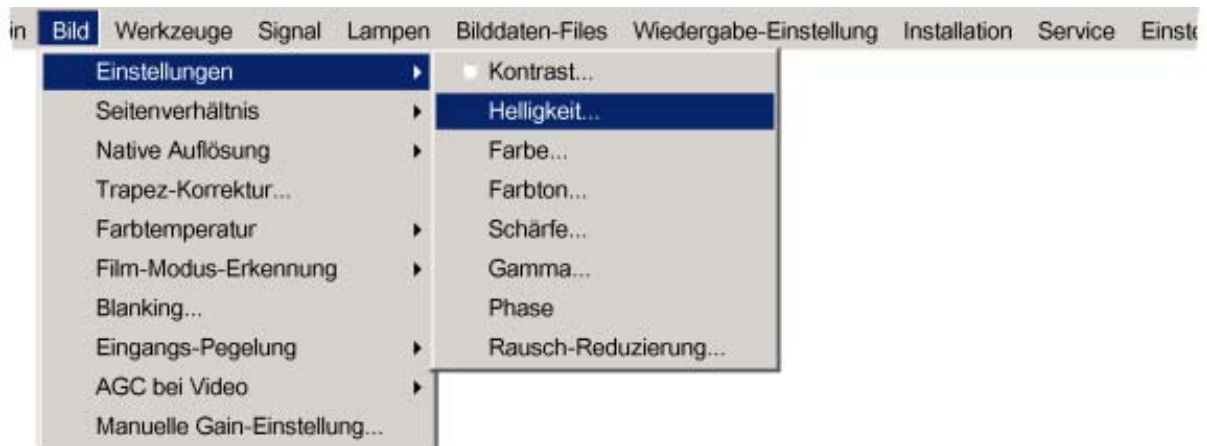 in Bild Werkzeuge Signal Lampen Bilddaten-Files Wiedergabe-Einstellung Installation Service Einste
Einstellungen
Seitenverhältnis
Native Auflösung
Trapez-Korrektur...
Farbtemperatur
Film-Modus-Erkennung
Blanking...
Eingangs-Pegelung
AGC bei Video
Manuelle Gain-Einstellung...
Kontrast...
Helligkeit...
Farbe...
Farbton...
Schärfe...
Gamma...
Phase
Rausch-Reduzierung...